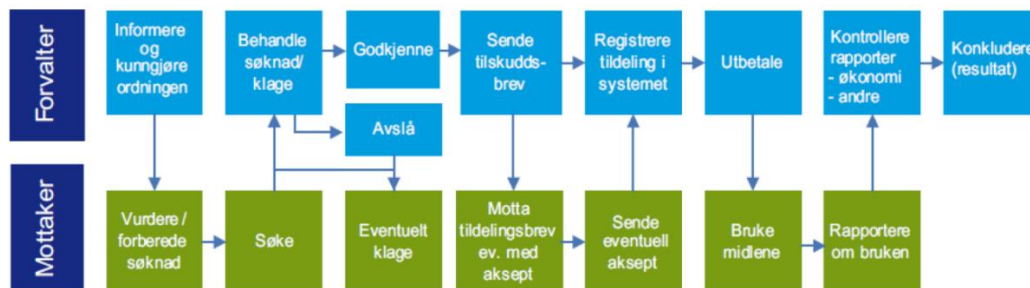 Forvalter
Informere
og
kunngjøre
ordningen
Behandle
søknad/
klage
Godkjenne
Avslå
Sende
tilskudds-
brev
Registrere
tildeling i
systemet
Utbetale
Kontrollere
rapporter
- økonomi
- andre
Konkludere
(resultat)
Mottaker
Vurdere /
forberede
søknad
Søke
Eventuelt
klage
Motta
tildelingsbrev
ev. med
aksept
Sende
eventuell
aksept
Bruke
midlene
Rapportere
om bruken